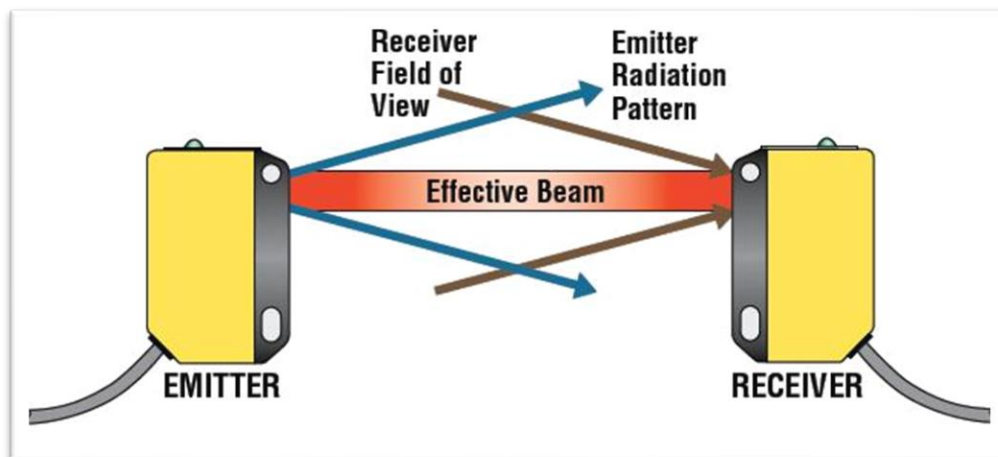 Receiver
Field of
View
Emitter
Radiation
Pattern
Effective Beam
EMITTER
RECEIVER